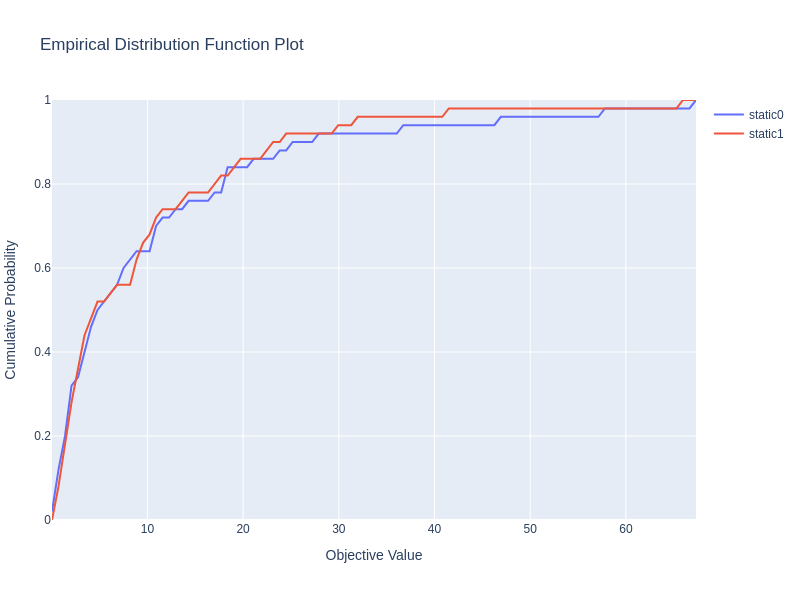 Empirical Distribution Function Plot
1
0.8
0.6
0.4
0.2
0
10
20
30
40
50
60
Objective Value
Cumulative Probability
static0
static1